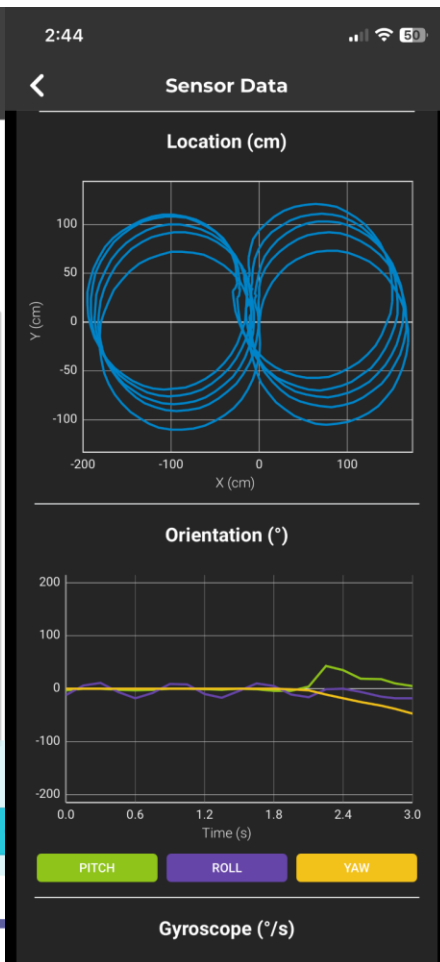 2:44
50
Sensor Data
Location (cm)
100
50
0
-50
-100
Y (cm)
-200
-100
0
100
X (cm)
Orientation (°)
200
100
0
-100
-200
0.0
0.6
1.2
1.8
2.4
3.0
Time (s)
PITCH
ROLL
YAW
Gyroscope (°/s)